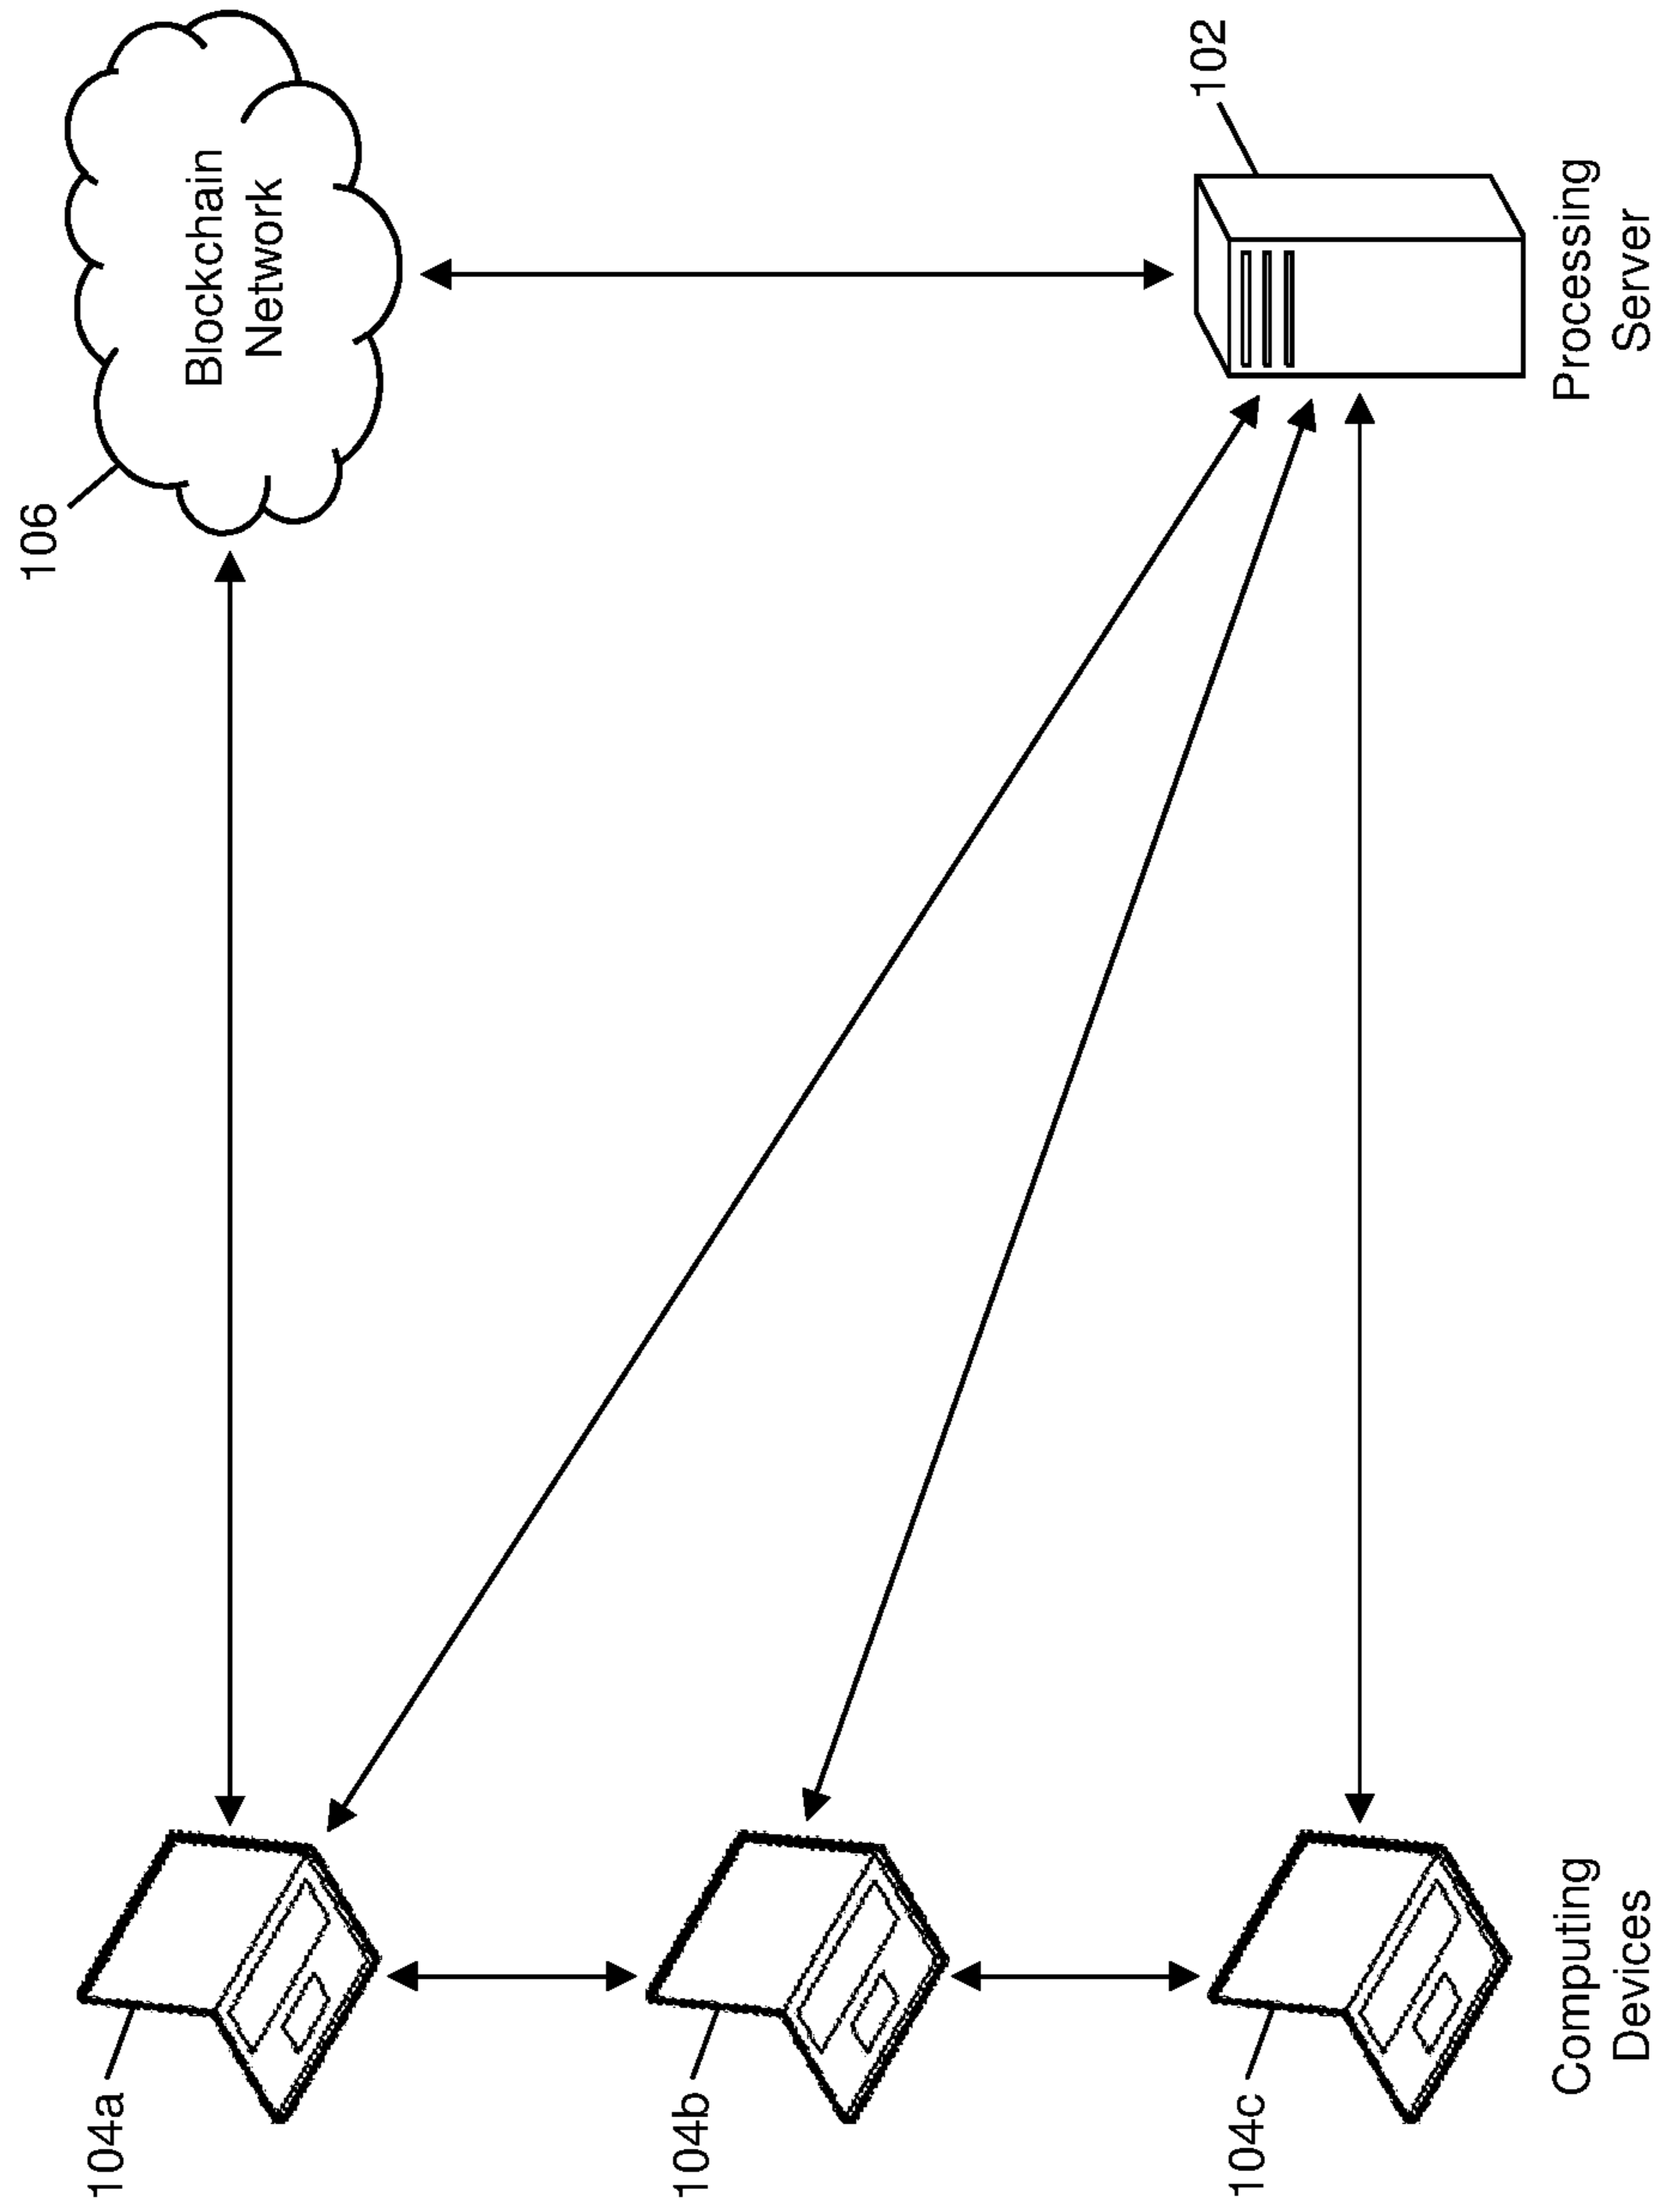 104a
104b
104c
Computing
Devices
106
Blockchain
Network
102
Processing
Server